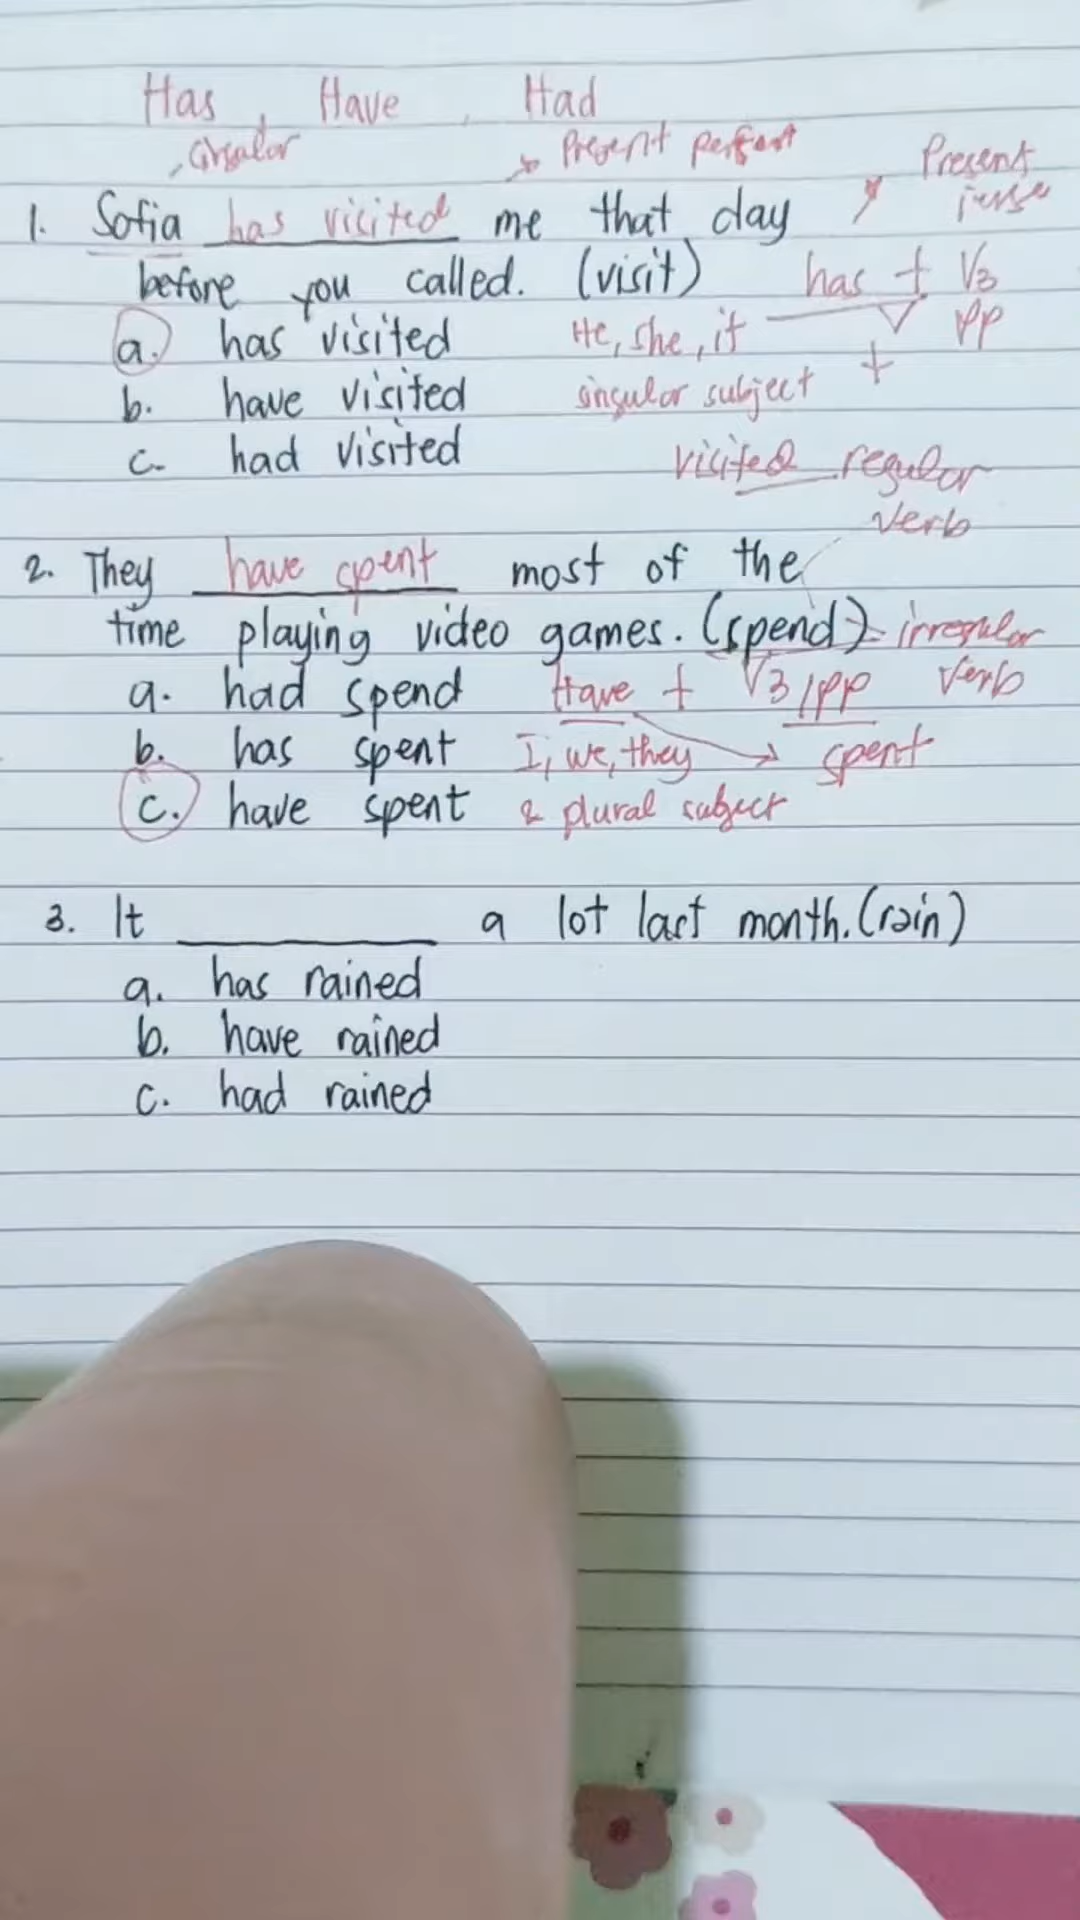 Has , Have , Had
Present perfect
Present
1. Sofia has visited me that day
before you called. (visit)
has + V3
PP
a. has visited
He, she, it
+
b. have visited
singular subject
c. had visited
visited regular
verb
2. They have spent most of the
time playing video games. (spend) - irregular
verb
a. had spend
Have + V3/PP
b. has spent
I, we, they
spent
c. have spent
& plural subject
3. It ________ a lot last month. (rain)
a. has rained
b. have rained
c. had rained